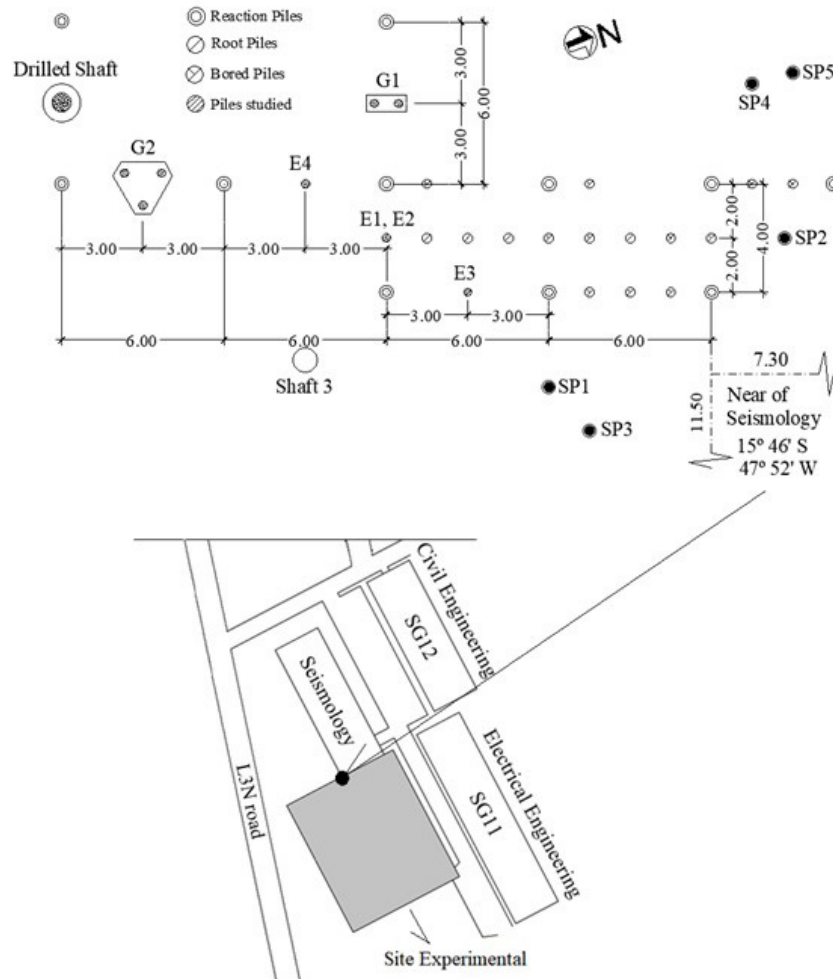 Reaction Piles
Root Piles
Bored Piles
Piles studied
N
Drilled Shaft
G1
SP5
SP4
3.00
6.00
3.00
G2
E4
E1, E2
2.00
4.00
2.00
SP2
3.00
3.00
3.00
3.00
E3
3.00
3.00
6.00
6.00
6.00
6.00
Shaft 3
SP1
SP3
7.30
11.50
Near of
Seismology
15º 46' S
47º 52' W
Civil Engineering
SG12
Seismology
L3N road
Electrical Engineering
SG11
Site Experimental